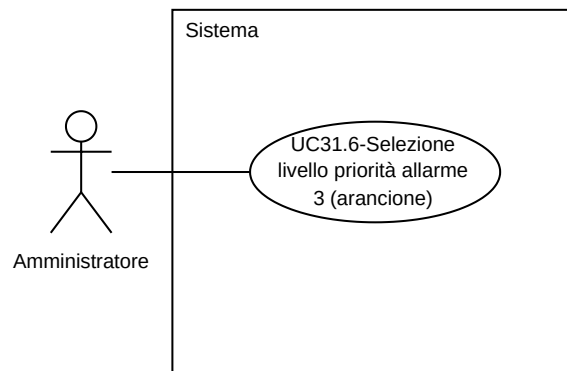 Sistema
UC31.6-Selezione
livello priorità allarme
3 (arancione)
Amministratore